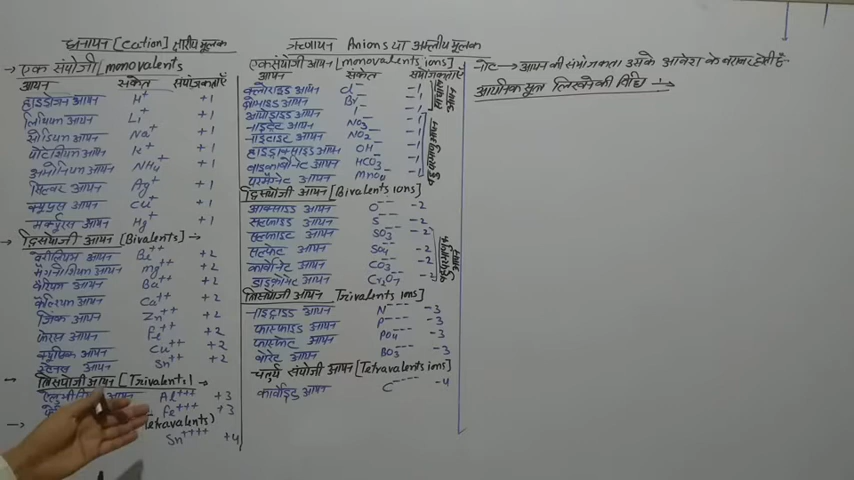 धनायन [Cation] क्षारीय मूलक
→ एक संयोजी [monovalents
आयन संकेत संयोजकताएँ
हाइड्रोजन आयन H+ +1
लिथियम आयन Li+ +1
सोडियम आयन Na+ +1
पोटेशियम आयन K+ +1
अमोनियम आयन NH4+ +1
सिल्वर आयन Ag+ +1
क्यूप्रस आयन Cu+ +1
मर्क्यूरस आयन Hg+ +1
→ द्विसंयोजी आयन [Bivalents] →
बेरीलियम आयन Be++ +2
मैग्नीशियम आयन mg++ +2
बेरियम आयन Ba++ +2
कैल्शियम आयन Ca++ +2
जिंक आयन Zn++ +2
फेरस आयन Fe++ +2
क्यूप्रिक आयन Cu++ +2
स्टेनस आयन Sn++ +2
→ त्रिसंयोजी आयन [Trivalents] →
आयन Al+++ +3
Fe+++ +3
→ etravalents)
Sn++++ +4
ऋणायन Anions या अम्लीय मूलक
एकसंयोजी आयन [monovalents ions]
आयन संकेत संयोजकताएँ
क्लोराइड आयन Cl- -1
ब्रोमाइड आयन Br- -1
आयोडाइड आयन I- -1
नाइट्रेट आयन NO3- -1
नाइट्राइट आयन NO2- -1
हाइड्राक्साइड आयन OH- -1
बाइकार्बोनेट आयन HCO3- -1
परमैंगनेट आयन MnO4- -1
द्विसंयोजी आयन [Bivalents ions]
आक्साइड आयन O-- -2
सल्फाइड आयन S-- -2
सल्फाइट आयन SO3-- -2
सल्फेट आयन SO4-- -2
कार्बोनेट आयन CO3-- -2
डाइक्रोमेट आयन Cr2O7-- -2
त्रिसंयोजी आयन Trivalents ions]
नाइट्राइड आयन N--- -3
फास्फाइड आयन P--- -3
फास्फेट आयन PO4--- -3
बोरेट आयन BO3--- -3
चतुर्थ संयोजी आयन [Tetravalents ions]
कार्बाइड आयन C---- -4
नोट → आयन की संयोजकता उसके आवेश के बराबर होती है-
आयनिक सूत्र लिखने की विधि →